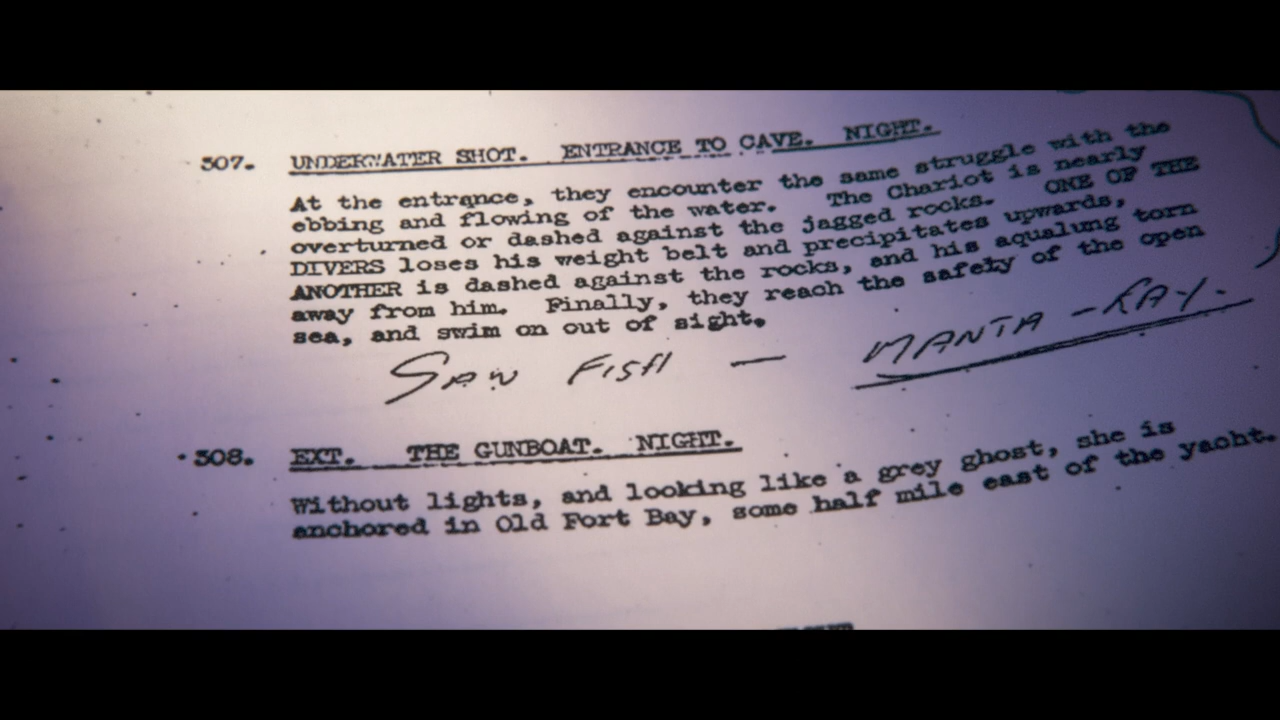 507. UNDERWATER SHOT. ENTRANCE TO CAVE. NIGHT.
At the entrance, they encounter the same struggle with the
ebbing and flowing of the water. The Chariot is nearly
overturned or dashed against the jagged rocks. ONE OF THE
DIVERS loses his weight belt and precipitates upwards,
ANOTHER is dashed against the rocks, and his aqualung torn
away from him. Finally, they reach the safety of the open
sea, and swim on out of sight.
SAW FISH - MANTA-RAY.
508. EXT. THE GUNBOAT. NIGHT.
Without lights, and looking like a grey ghost, she is
anchored in Old Fort Bay, some half mile east of the yacht.